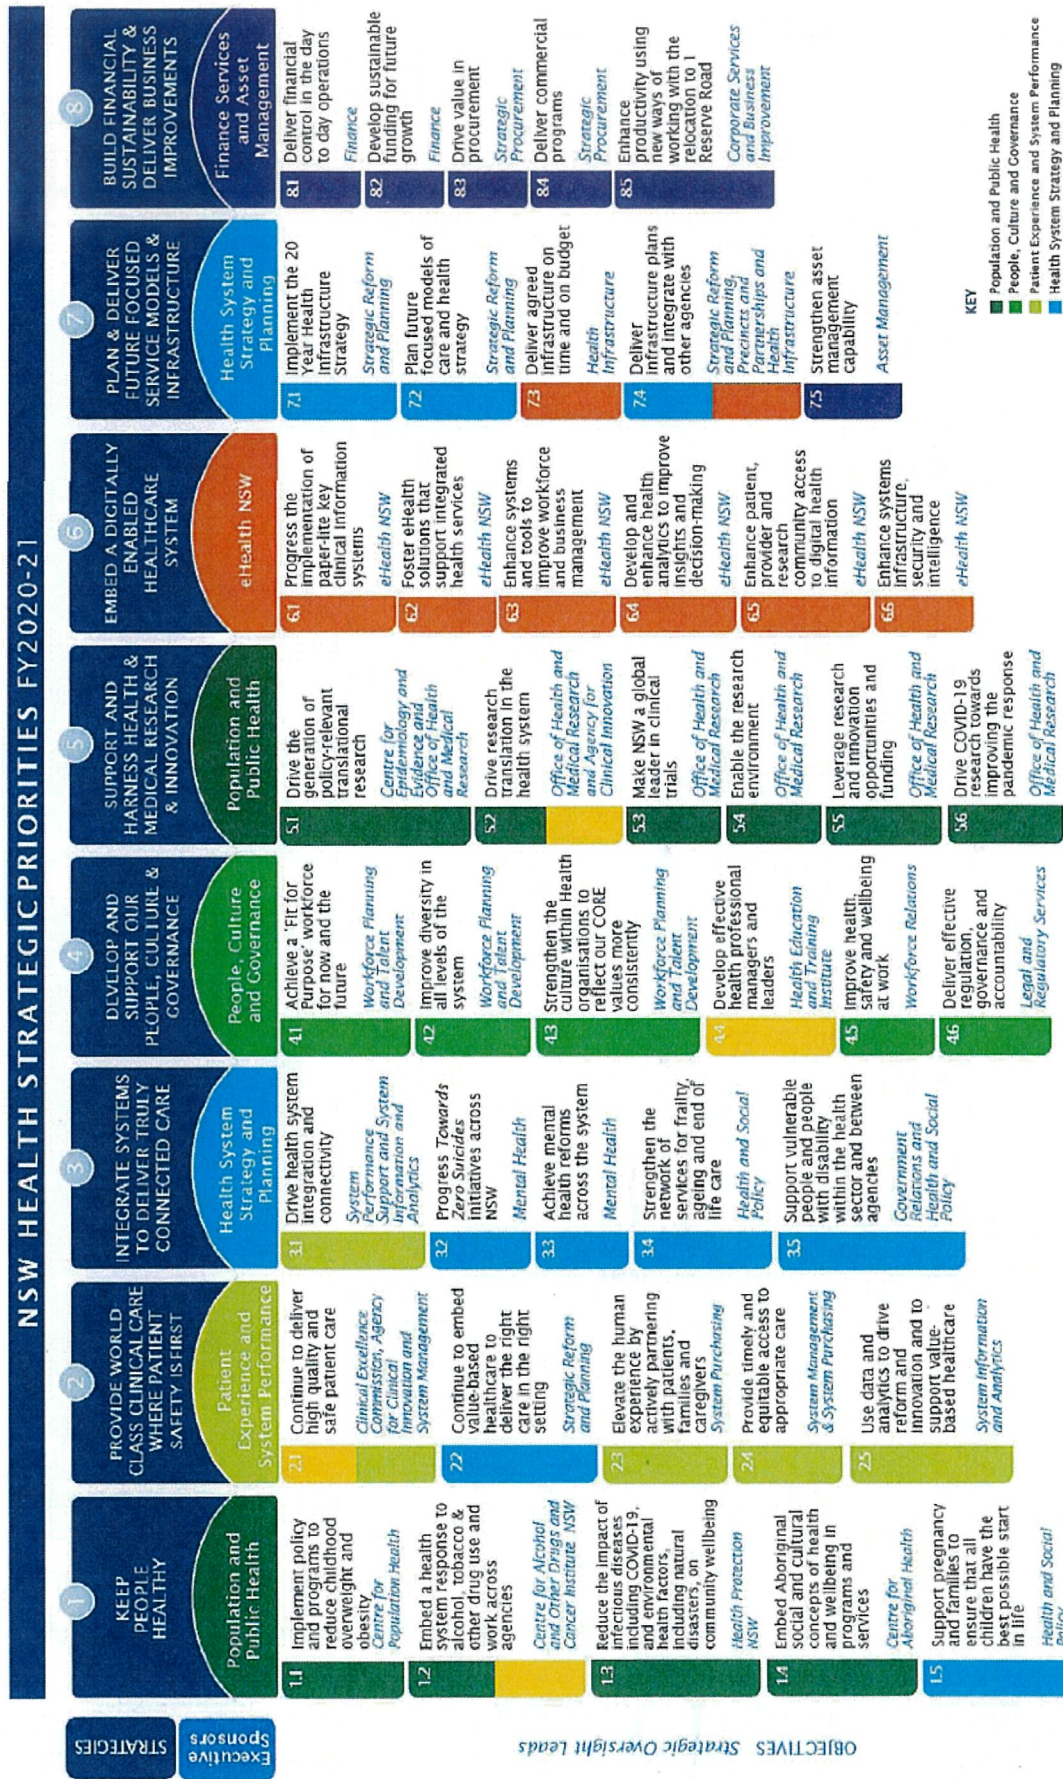 NSW HEALTH STRATEGIC PRIORITIES FY2020-21
STRATEGIES
Executive
Sponsors
OBJECTIVES Strategic Oversight Leads
1
KEEP
PEOPLE
HEALTHY
Population and
Public Health
1.1
Implement policy
and programs to
reduce childhood
overweight and
obesity
Centre for
Population Health
1.2
Embed a health
system response to
alcohol, tobacco &
other drug use and
work across
agencies
Centre for Alcohol
and Other Drugs and
Cancer Institute NSW
1.3
Reduce the impact of
infectious diseases
including COVID-19,
and environmental
health factors,
including natural
disasters, on
community wellbeing
Health Protection
NSW
1.4
Embed Aboriginal
social and cultural
concepts of health
and wellbeing in
programs and
services
Centre for
Aboriginal Health
1.5
Support pregnancy
and families to
ensure that all
children have the
best possible start
in life
Health and Social
Policy
2
PROVIDE WORLD
CLASS CLINICAL CARE
WHERE PATIENT
SAFETY IS FIRST
Patient
Experience and
System Performance
2.1
Continue to deliver
high quality and
safe patient care
Clinical Excellence
Commission, Agency
for Clinical
Innovation and
System Management
2.2
Continue to embed
value-based
healthcare to
deliver the right
care in the right
setting
Strategic Reform
and Planning
2.3
Elevate the human
experience by
actively partnering
with patients,
families and
caregivers
System Purchasing
2.4
Provide timely and
equitable access to
appropriate care
System Management
& System Purchasing
2.5
Use data and
analytics to drive
reform and
innovation and to
support value-
based healthcare
System Information
and Analytics
3
INTEGRATE SYSTEMS
TO DELIVER TRULY
CONNECTED CARE
Health System
Strategy and
Planning
3.1
Drive health system
integration and
connectivity
System
Performance
Support and System
Information and
Analytics
3.2
Progress Towards
Zero Suicides
initiatives across
NSW
Mental Health
3.3
Achieve mental
health reforms
across the system
Mental Health
3.4
Strengthen the
network of
services for frailty,
ageing and end of
life care
Health and Social
Policy
3.5
Support vulnerable
people and people
with disability
within the health
sector and between
agencies
Government
Relations and
Health and Social
Policy
4
DEVELOP AND
SUPPORT OUR
PEOPLE, CULTURE &
GOVERNANCE
People, Culture
and Governance
4.1
Achieve a 'Fit for
Purpose' workforce
for now and the
future
Workforce Planning
and Talent
Development
4.2
Improve diversity in
all levels of the
system
Workforce Planning
and Talent
Development
4.3
Strengthen the
culture within Health
organisations to
reflect our CORE
values more
consistently
Workforce Planning
and Talent
Development
4.4
Develop effective
health professional
managers and
leaders
Health Education
and Training
Institute
4.5
Improve health,
safety and wellbeing
at work
Workforce Relations
4.6
Deliver effective
regulation,
governance and
accountability
Legal and
Regulatory Services
5
SUPPORT AND
HARNESS HEALTH &
MEDICAL RESEARCH
& INNOVATION
Population and
Public Health
5.1
Drive the
generation of
policy-relevant
translational
research
Centre for
Epidemiology and
Evidence and
Office of Health
and Medical
Research
5.2
Drive research
translation in the
health system
Office of Health and
Medical Research
and Agency for
Clinical Innovation
5.3
Make NSW a global
leader in clinical
trials
Office of Health and
Medical Research
5.4
Enable the research
environment
Office of Health and
Medical Research
5.5
Leverage research
and innovation
opportunities and
funding
Office of Health and
Medical Research
5.6
Drive COVID-19
research towards
improving the
pandemic response
Office of Health and
Medical Research
6
EMBED A DIGITALLY
ENABLED
HEALTHCARE
SYSTEM
eHealth NSW
6.1
Progress the
implementation of
paper-lite key
clinical information
systems
eHealth NSW
6.2
Foster eHealth
solutions that
support integrated
health services
eHealth NSW
6.3
Enhance systems
and tools to
improve workforce
and business
management
eHealth NSW
6.4
Develop and
enhance health
analytics to improve
insights and
decision-making
eHealth NSW
6.5
Enhance patient,
provider and
research
community access
to digital health
information
eHealth NSW
6.6
Enhance systems
infrastructure,
security and
intelligence
eHealth NSW
7
PLAN & DELIVER
FUTURE FOCUSED
SERVICE MODELS &
INFRASTRUCTURE
Health System
Strategy and
Planning
7.1
Implement the 20
Year Health
Infrastructure
Strategy
Strategic Reform
and Planning
7.2
Plan future
focused models of
care and health
strategy
Strategic Reform
and Planning
7.3
Deliver agreed
infrastructure on
time and on budget
Health
Infrastructure
7.4
Deliver
infrastructure plans
and integrate with
other agencies
Strategic Reform
and Planning,
Precincts and
Partnerships and
Health
Infrastructure
7.5
Strengthen asset
management
capability
Asset Management
8
BUILD FINANCIAL
SUSTAINABILITY &
DELIVER BUSINESS
IMPROVEMENTS
Finance Services
and Asset
Management
8.1
Deliver financial
control in the day
to day operations
Finance
8.2
Develop sustainable
funding for future
growth
Finance
8.3
Drive value in
procurement
Strategic
Procurement
8.4
Deliver commercial
programs
Strategic
Procurement
8.5
Enhance
productivity using
new ways of
working with the
relocation to 1
Reserve Road
Corporate Services
and Business
Improvement
KEY
Population and Public Health
People, Culture and Governance
Patient Experience and System Performance
Health System Strategy and Planning